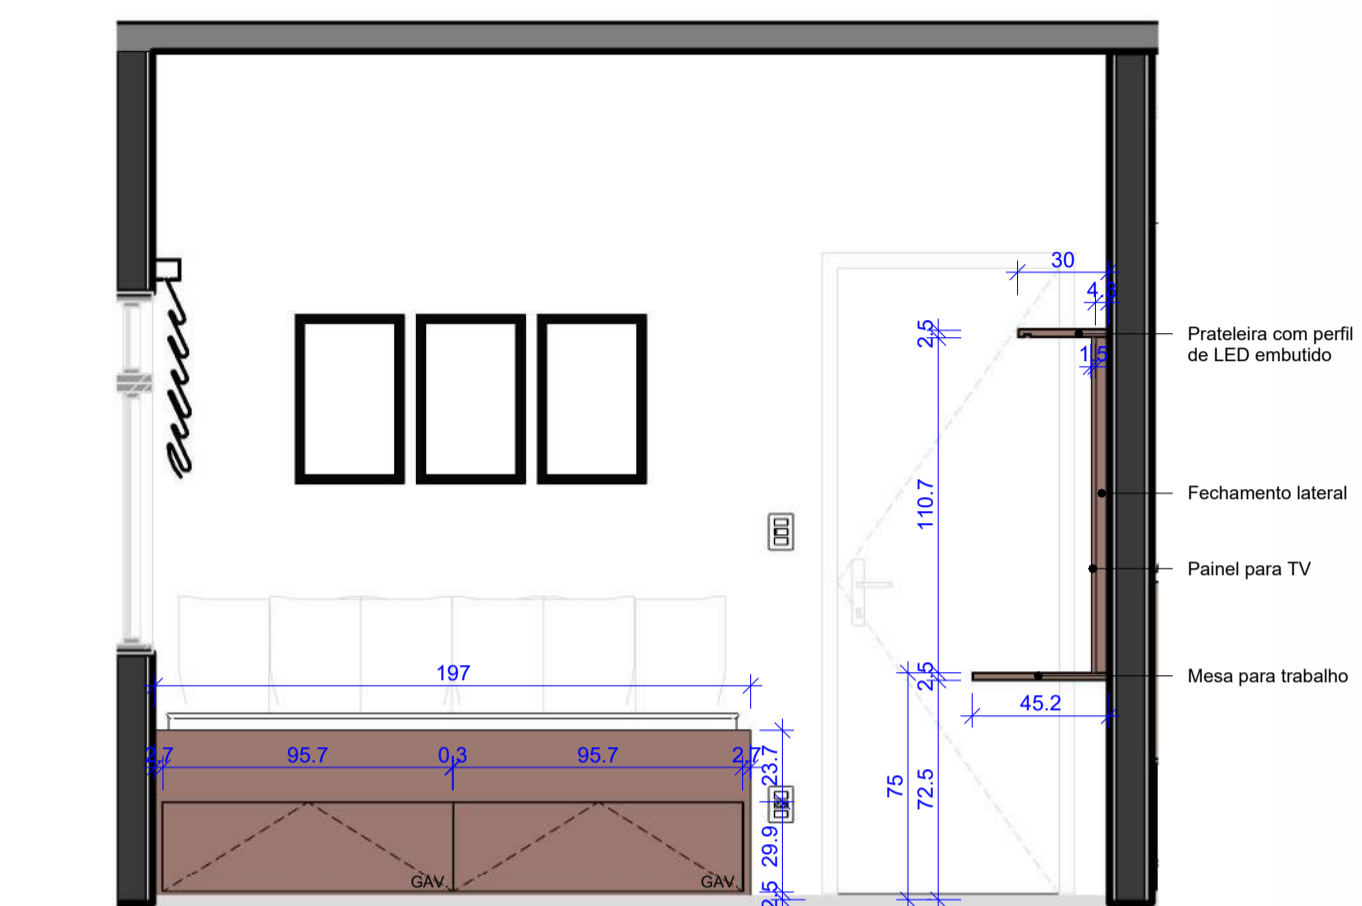 30
4.
2.5
1.5
Prateleira com perfil
de LED embutido
110.7
Fechamento lateral
Painel para TV
2.5
Mesa para trabalho
197
45.2
2.7
95.7
0.3
95.7
2.7
23.7
75
72.5
29.9
GAV.
GAV.
2.5